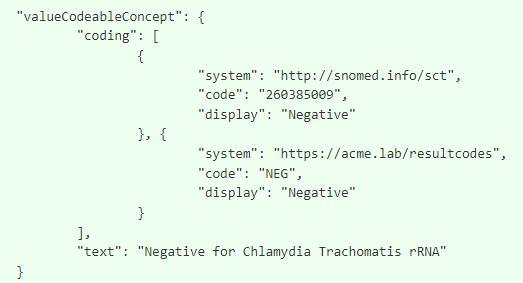 "valueCodeableConcept": {
"coding": [
{
"system": "http://snomed.info/sct",
"code": "260385009",
"display": "Negative"
}, {
"system": "https://acme.lab/resultcodes",
"code": "NEG",
"display": "Negative"
}
],
"text": "Negative for Chlamydia Trachomatis rRNA"
}